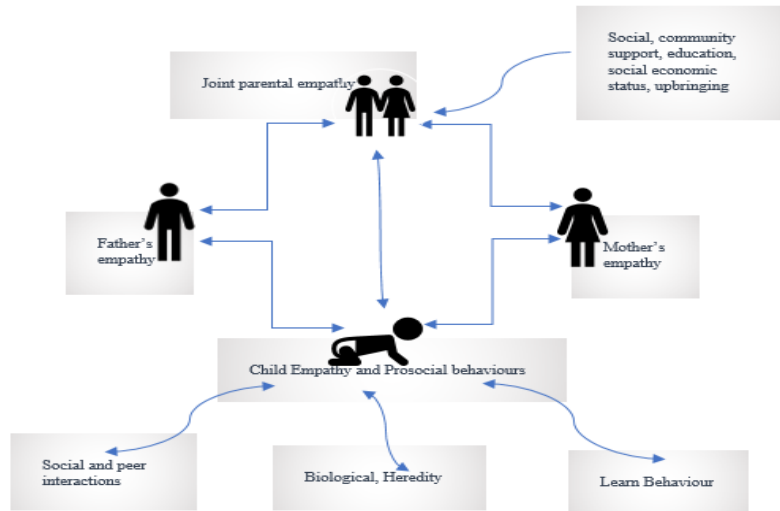 Social, community
support, education,
social economic
status, upbringing
Joint parental empathy
Father's
empathy
Mother's
empathy
Child Empathy and Prosocial behaviours
Social and peer
interactions
Biological, Heredity
Learn Behaviour